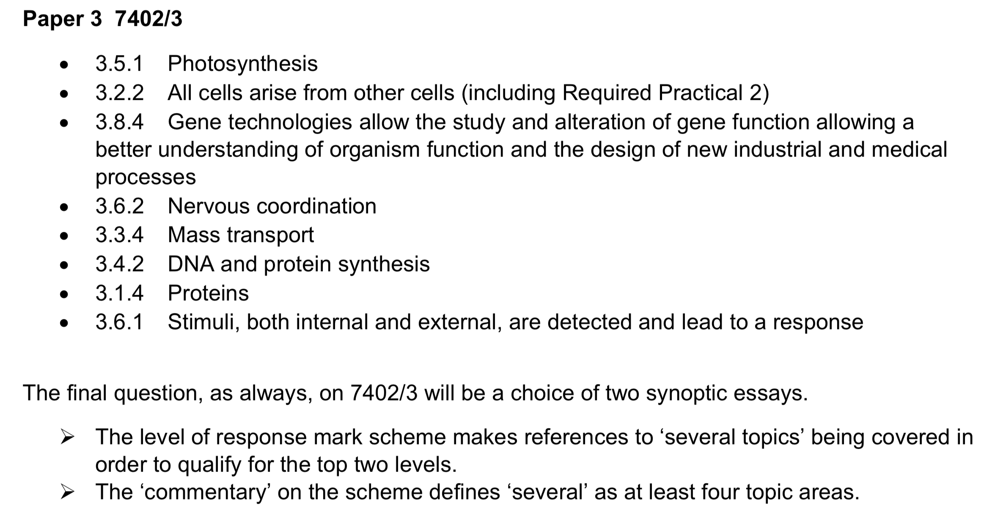 Paper 3  7402/3
• 3.5.1 Photosynthesis
• 3.2.2 All cells arise from other cells (including Required Practical 2)
• 3.8.4 Gene technologies allow the study and alteration of gene function allowing a
better understanding of organism function and the design of new industrial and medical
processes
• 3.6.2 Nervous coordination
• 3.3.4 Mass transport
• 3.4.2 DNA and protein synthesis
• 3.1.4 Proteins
• 3.6.1 Stimuli, both internal and external, are detected and lead to a response
The final question, as always, on 7402/3 will be a choice of two synoptic essays.
➢ The level of response mark scheme makes references to ‘several topics’ being covered in
order to qualify for the top two levels.
➢ The ‘commentary’ on the scheme defines ‘several’ as at least four topic areas.